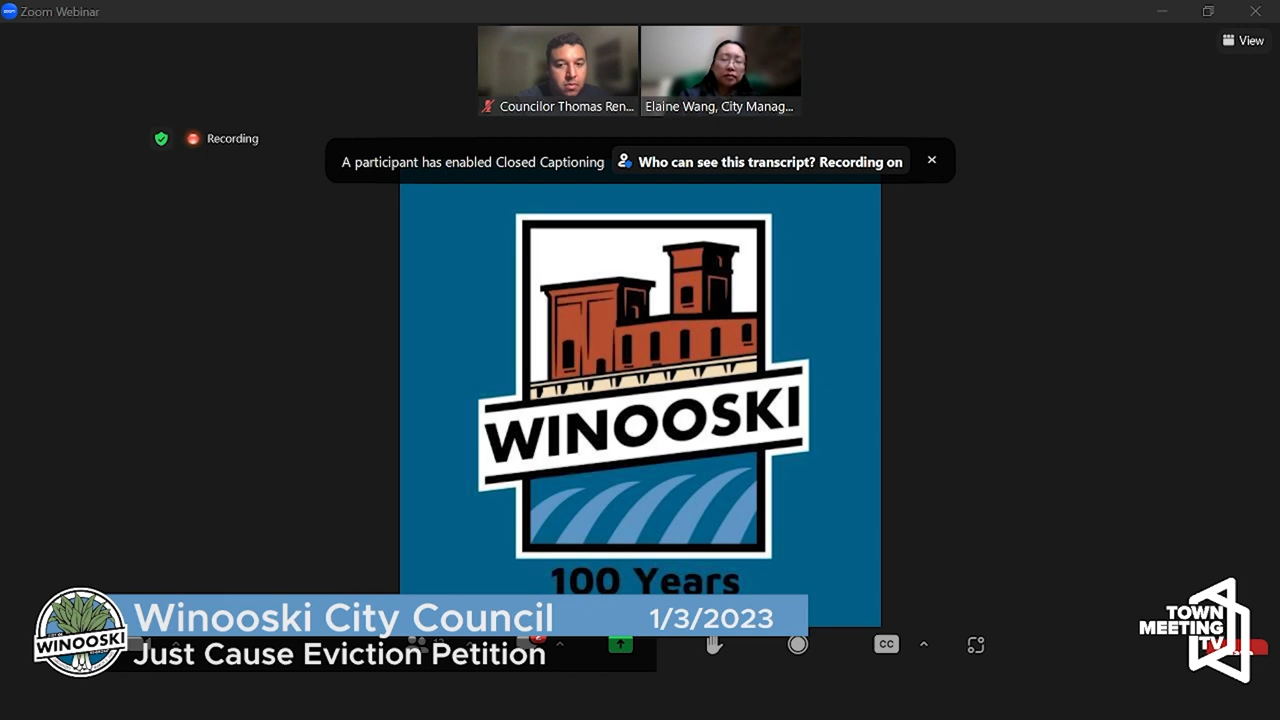 Zoom Webinar
View
Councilor Thomas Ren...
Elaine Wang, City Manag...
Recording
A participant has enabled Closed Captioning
Who can see this transcript? Recording on
WINOOSKI
100 Years
Winooski City Council
1/3/2023
Just Cause Eviction Petition
WINOOSKI
CC
TOWN
MEETING
TV